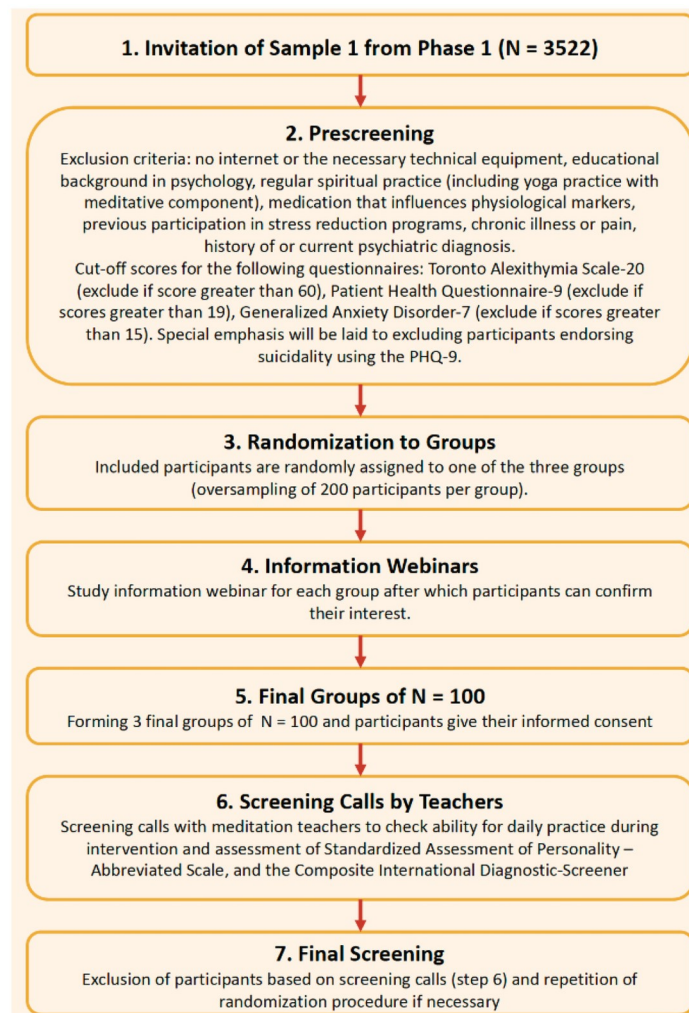 1. Invitation of Sample 1 from Phase 1 (N = 3522)
2. Prescreening
Exclusion criteria: no internet or the necessary technical equipment, educational
background in psychology, regular spiritual practice (including yoga practice with
meditative component), medication that influences physiological markers,
previous participation in stress reduction programs, chronic illness or pain,
history of or current psychiatric diagnosis.
Cut-off scores for the following questionnaires: Toronto Alexithymia Scale-20
(exclude if score greater than 60), Patient Health Questionnaire-9 (exclude if
scores greater than 19), Generalized Anxiety Disorder-7 (exclude if scores greater
than 15). Special emphasis will be laid to excluding participants endorsing
suicidality using the PHQ-9.
3. Randomization to Groups
Included participants are randomly assigned to one of the three groups
(oversampling of 200 participants per group).
4. Information Webinars
Study information webinar for each group after which participants can confirm
their interest.
5. Final Groups of N = 100
Forming 3 final groups of N = 100 and participants give their informed consent
6. Screening Calls by Teachers
Screening calls with meditation teachers to check ability for daily practice during
intervention and assessment of Standardized Assessment of Personality –
Abbreviated Scale, and the Composite International Diagnostic-Screener
7. Final Screening
Exclusion of participants based on screening calls (step 6) and repetition of
randomization procedure if necessary